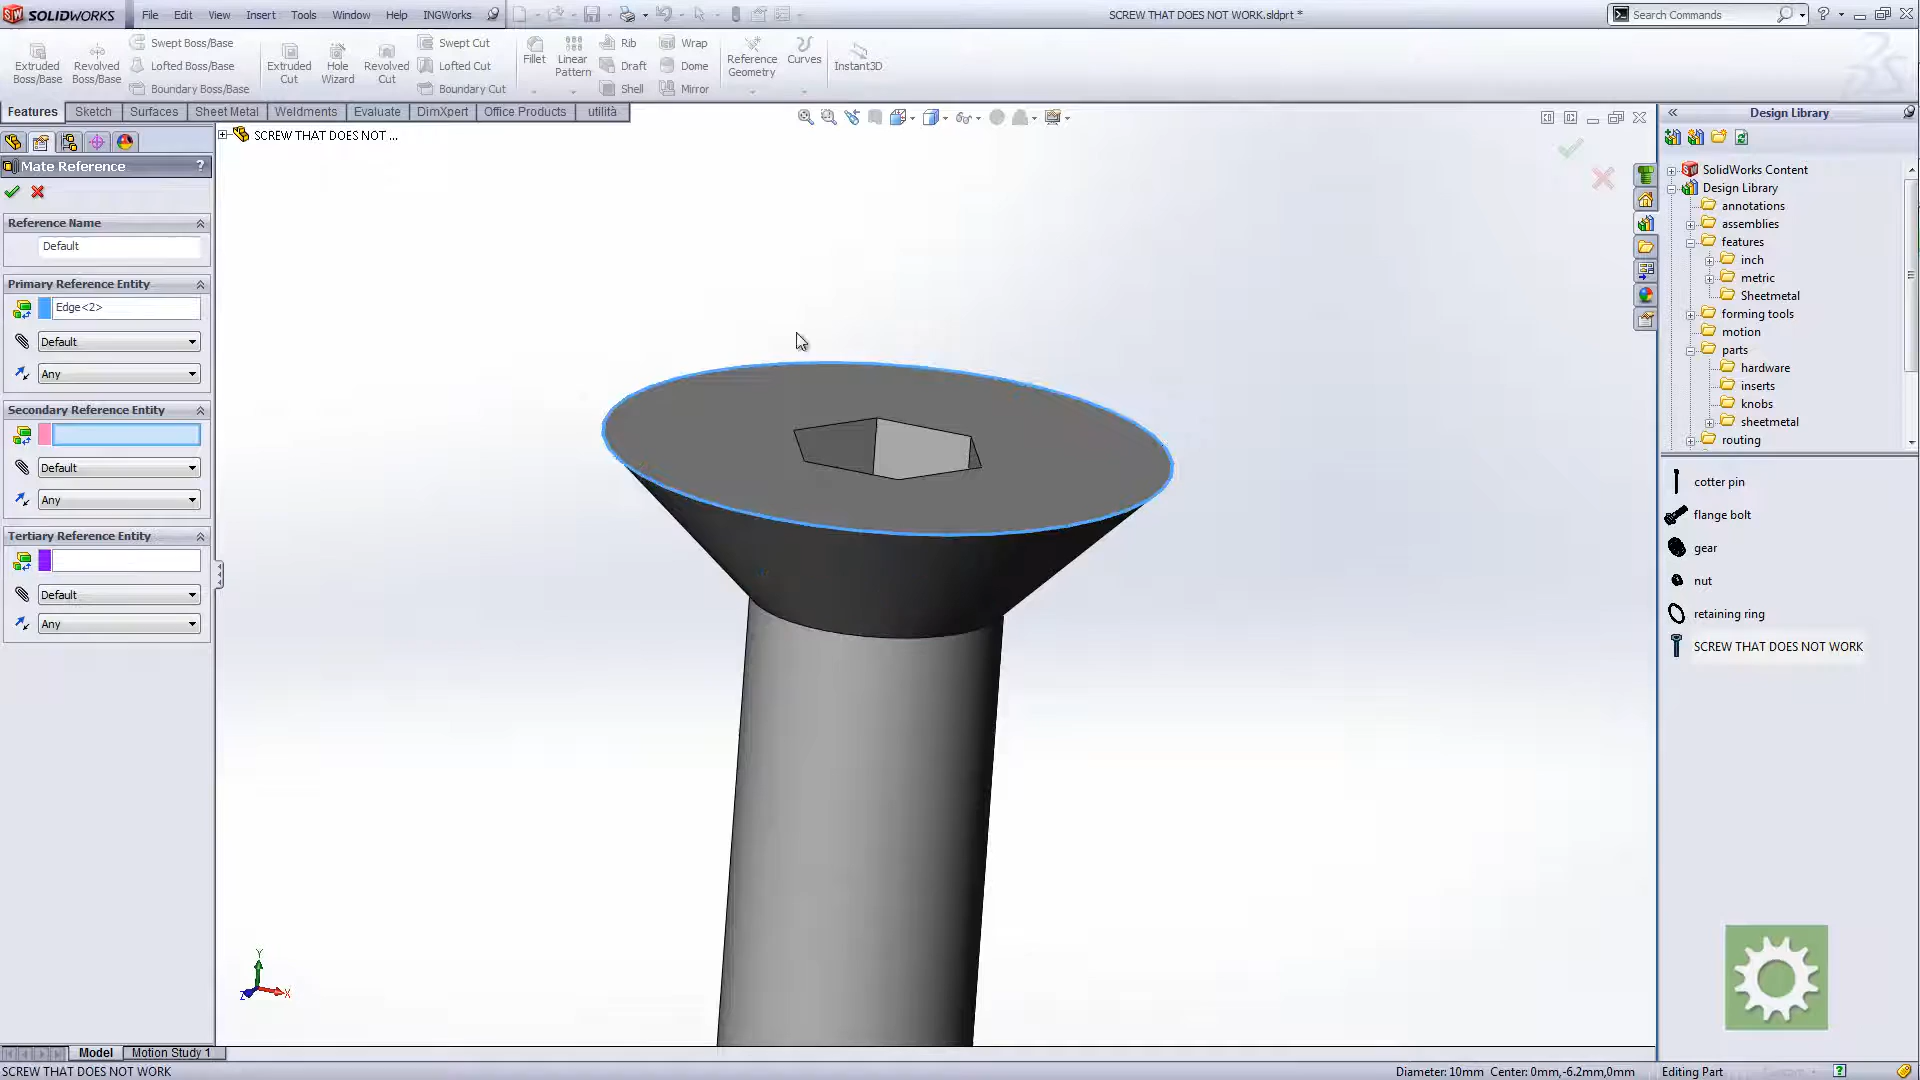 SOLIDWORKS
File Edit View Insert Tools Window Help INGWorks
SCREW THAT DOES NOT WORK.sldprt *
Search Commands
Extruded Boss/Base
Revolved Boss/Base
Swept Boss/Base
Lofted Boss/Base
Boundary Boss/Base
Extruded Cut
Hole Wizard
Revolved Cut
Swept Cut
Lofted Cut
Boundary Cut
Fillet
Linear Pattern
Rib
Draft
Shell
Wrap
Dome
Mirror
Reference Geometry
Curves
Instant3D
Features Sketch Surfaces Sheet Metal Weldments Evaluate DimXpert Office Products utilità
SCREW THAT DOES NOT ...
Mate Reference ?
Reference Name
Default
Primary Reference Entity
Edge<2>
Default
Any
Secondary Reference Entity
Default
Any
Tertiary Reference Entity
Default
Any
Y
X
Z
Design Library
SolidWorks Content
Design Library
annotations
assemblies
features
inch
metric
Sheetmetal
forming tools
motion
parts
hardware
inserts
knobs
sheetmetal
routing
cotter pin
flange bolt
gear
nut
retaining ring
SCREW THAT DOES NOT WORK
Model Motion Study 1
SCREW THAT DOES NOT WORK
Diameter: 10mm Center: 0mm,-6.2mm,0mm
Editing Part